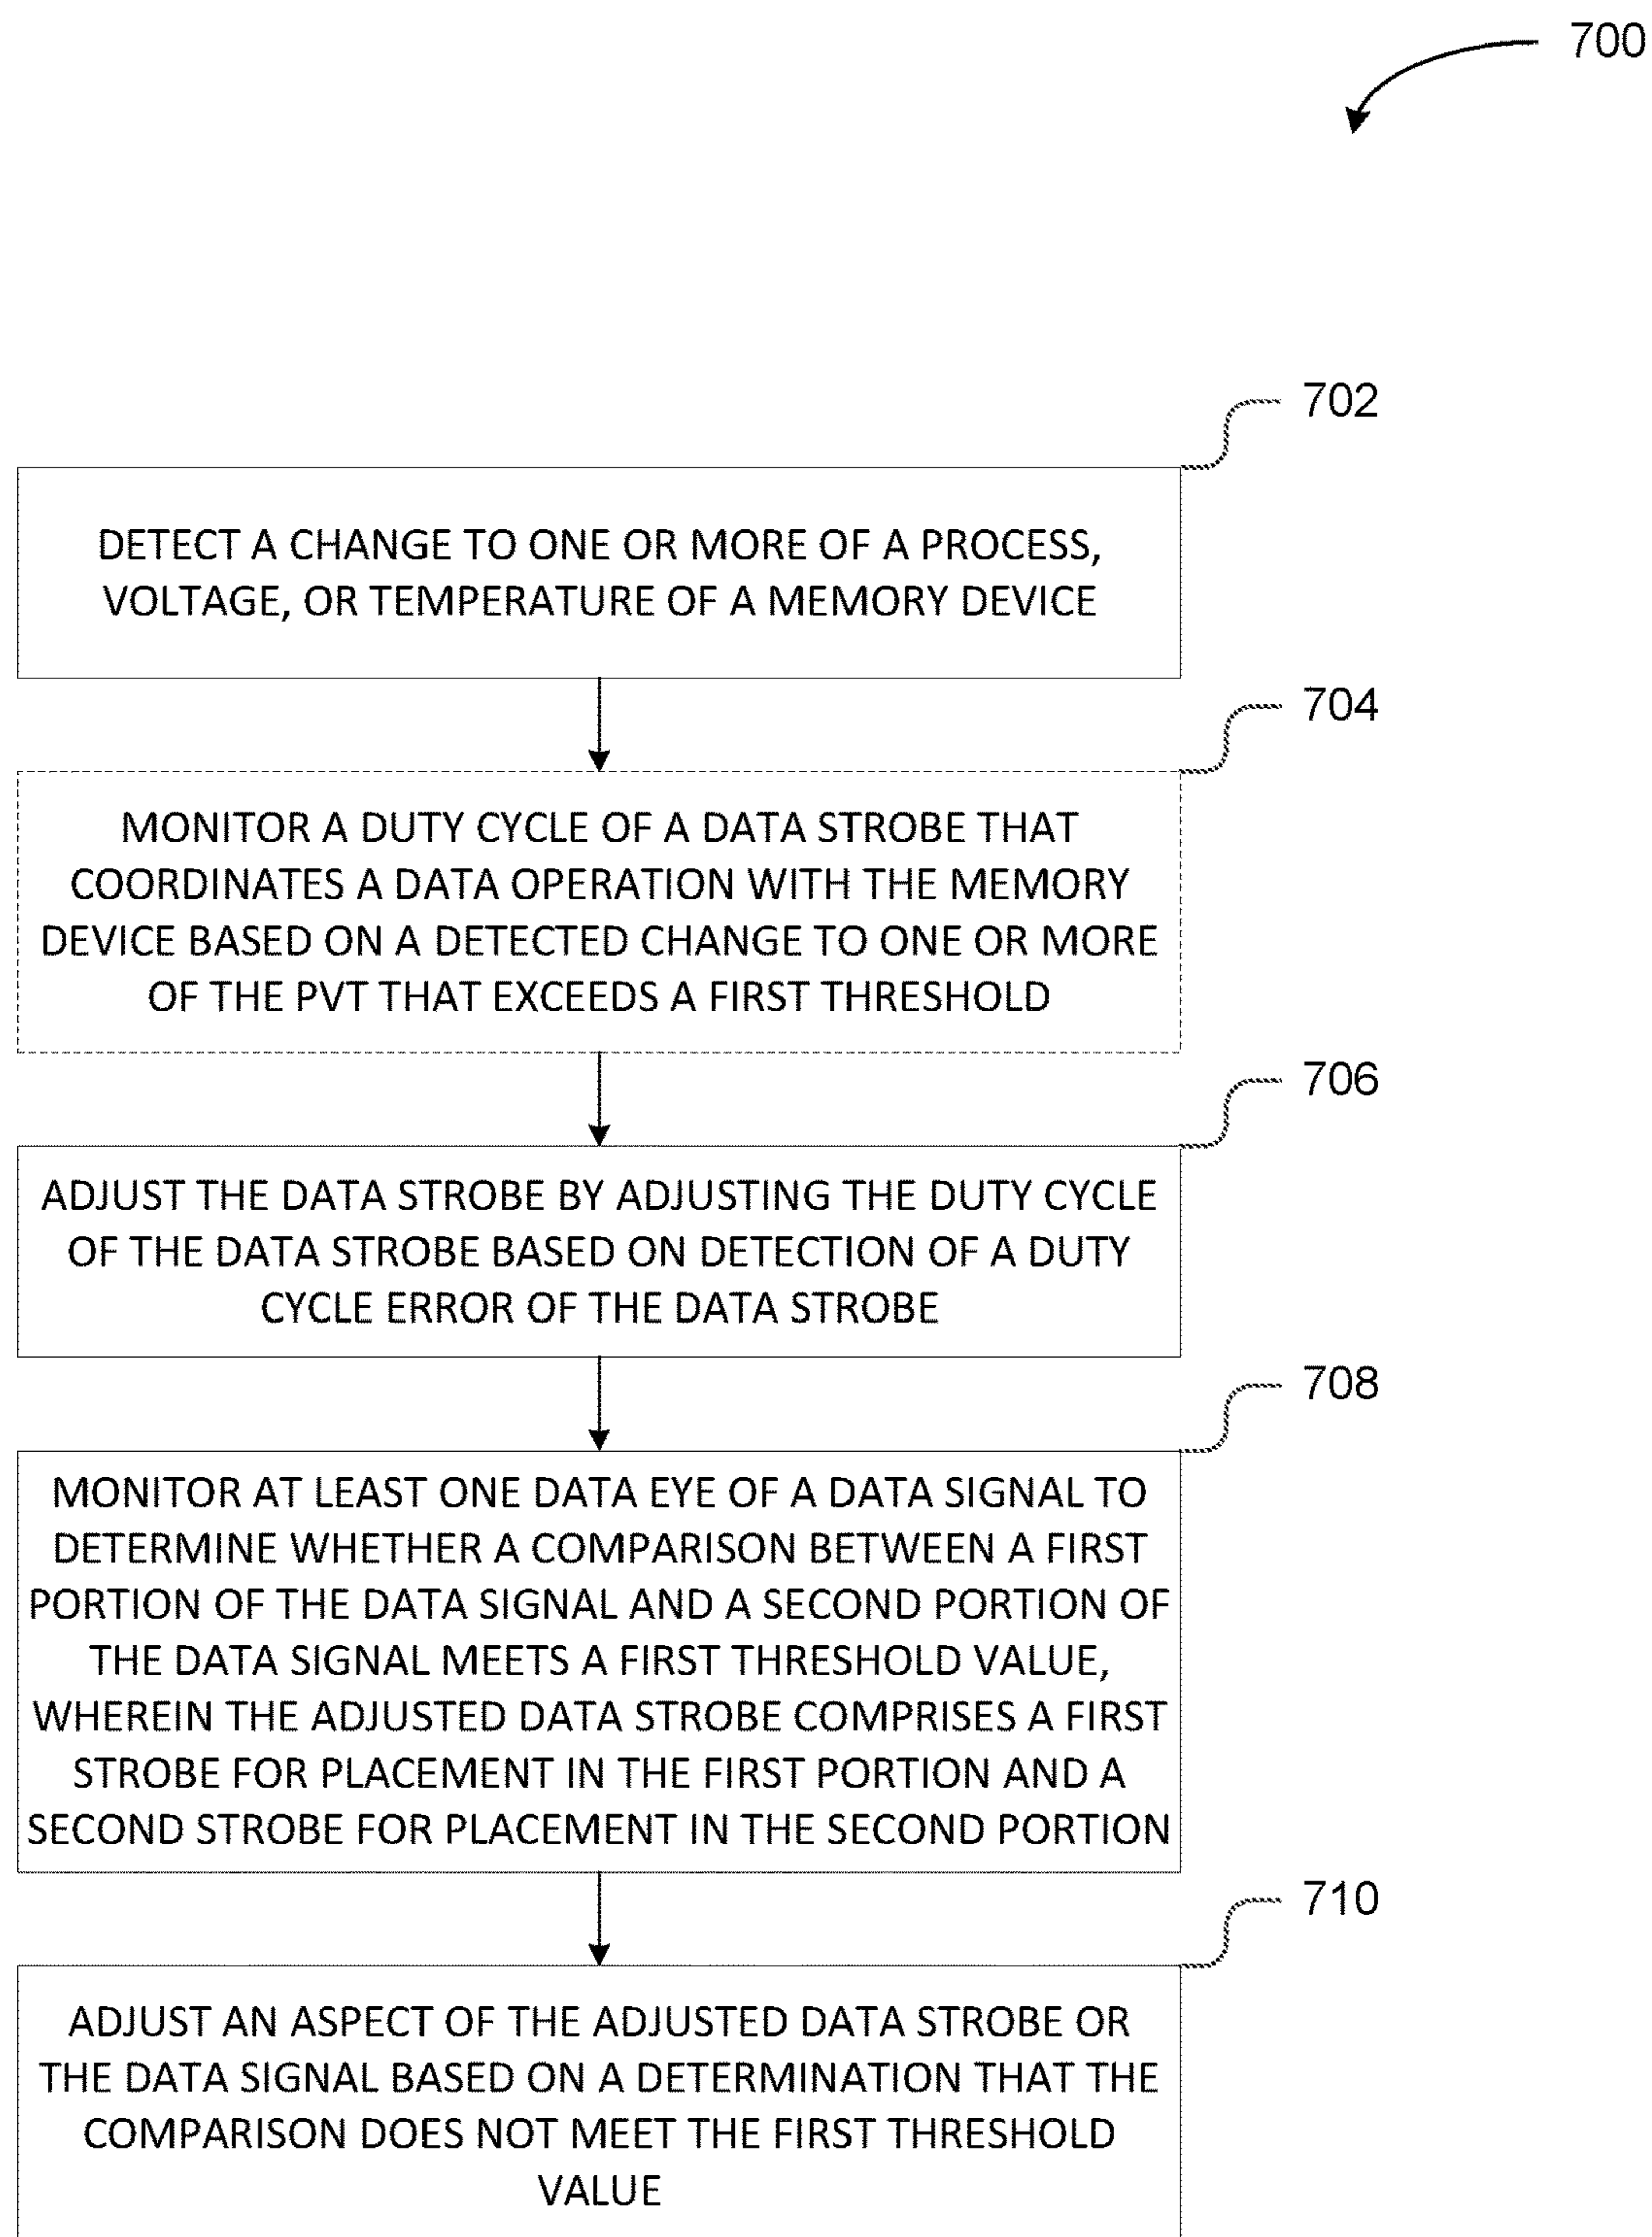 700
702
DETECT A CHANGE TO ONE OR MORE OF A PROCESS,
VOLTAGE, OR TEMPERATURE OF A MEMORY DEVICE
704
MONITOR A DUTY CYCLE OF A DATA STROBE THAT
COORDINATES A DATA OPERATION WITH THE MEMORY
DEVICE BASED ON A DETECTED CHANGE TO ONE OR MORE
OF THE PVT THAT EXCEEDS A FIRST THRESHOLD
706
ADJUST THE DATA STROBE BY ADJUSTING THE DUTY CYCLE
OF THE DATA STROBE BASED ON DETECTION OF A DUTY
CYCLE ERROR OF THE DATA STROBE
708
MONITOR AT LEAST ONE DATA EYE OF A DATA SIGNAL TO
DETERMINE WHETHER A COMPARISON BETWEEN A FIRST
PORTION OF THE DATA SIGNAL AND A SECOND PORTION OF
THE DATA SIGNAL MEETS A FIRST THRESHOLD VALUE,
WHEREIN THE ADJUSTED DATA STROBE COMPRISES A FIRST
STROBE FOR PLACEMENT IN THE FIRST PORTION AND A
SECOND STROBE FOR PLACEMENT IN THE SECOND PORTION
710
ADJUST AN ASPECT OF THE ADJUSTED DATA STROBE OR
THE DATA SIGNAL BASED ON A DETERMINATION THAT THE
COMPARISON DOES NOT MEET THE FIRST THRESHOLD
VALUE